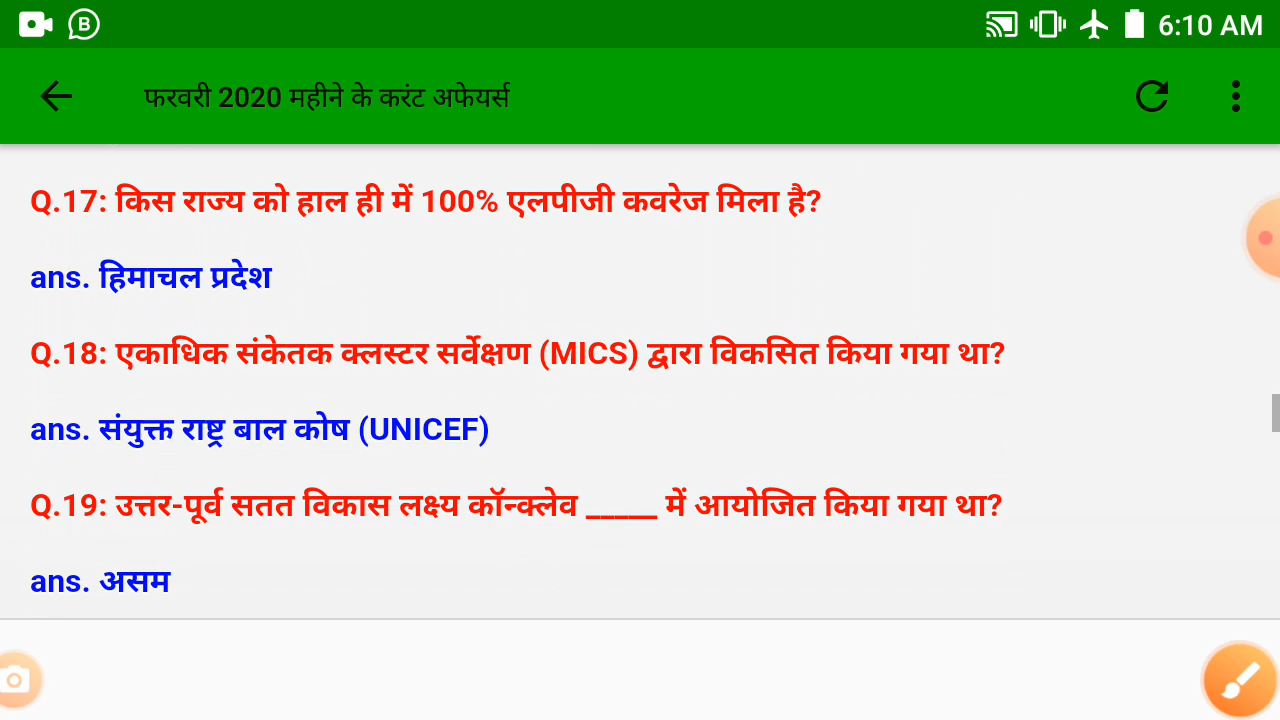 B 6:10 AM
फरवरी 2020 महीने के करंट अफेयर्स
Q.17: किस राज्य को हाल ही में 100% एलपीजी कवरेज मिला है?
ans. हिमाचल प्रदेश
Q.18: एकाधिक संकेतक क्लस्टर सर्वेक्षण (MICS) द्वारा विकसित किया गया था?
ans. संयुक्त राष्ट्र बाल कोष (UNICEF)
Q.19: उत्तर-पूर्व सतत विकास लक्ष्य कॉन्क्लेव _____ में आयोजित किया गया था?
ans. असम